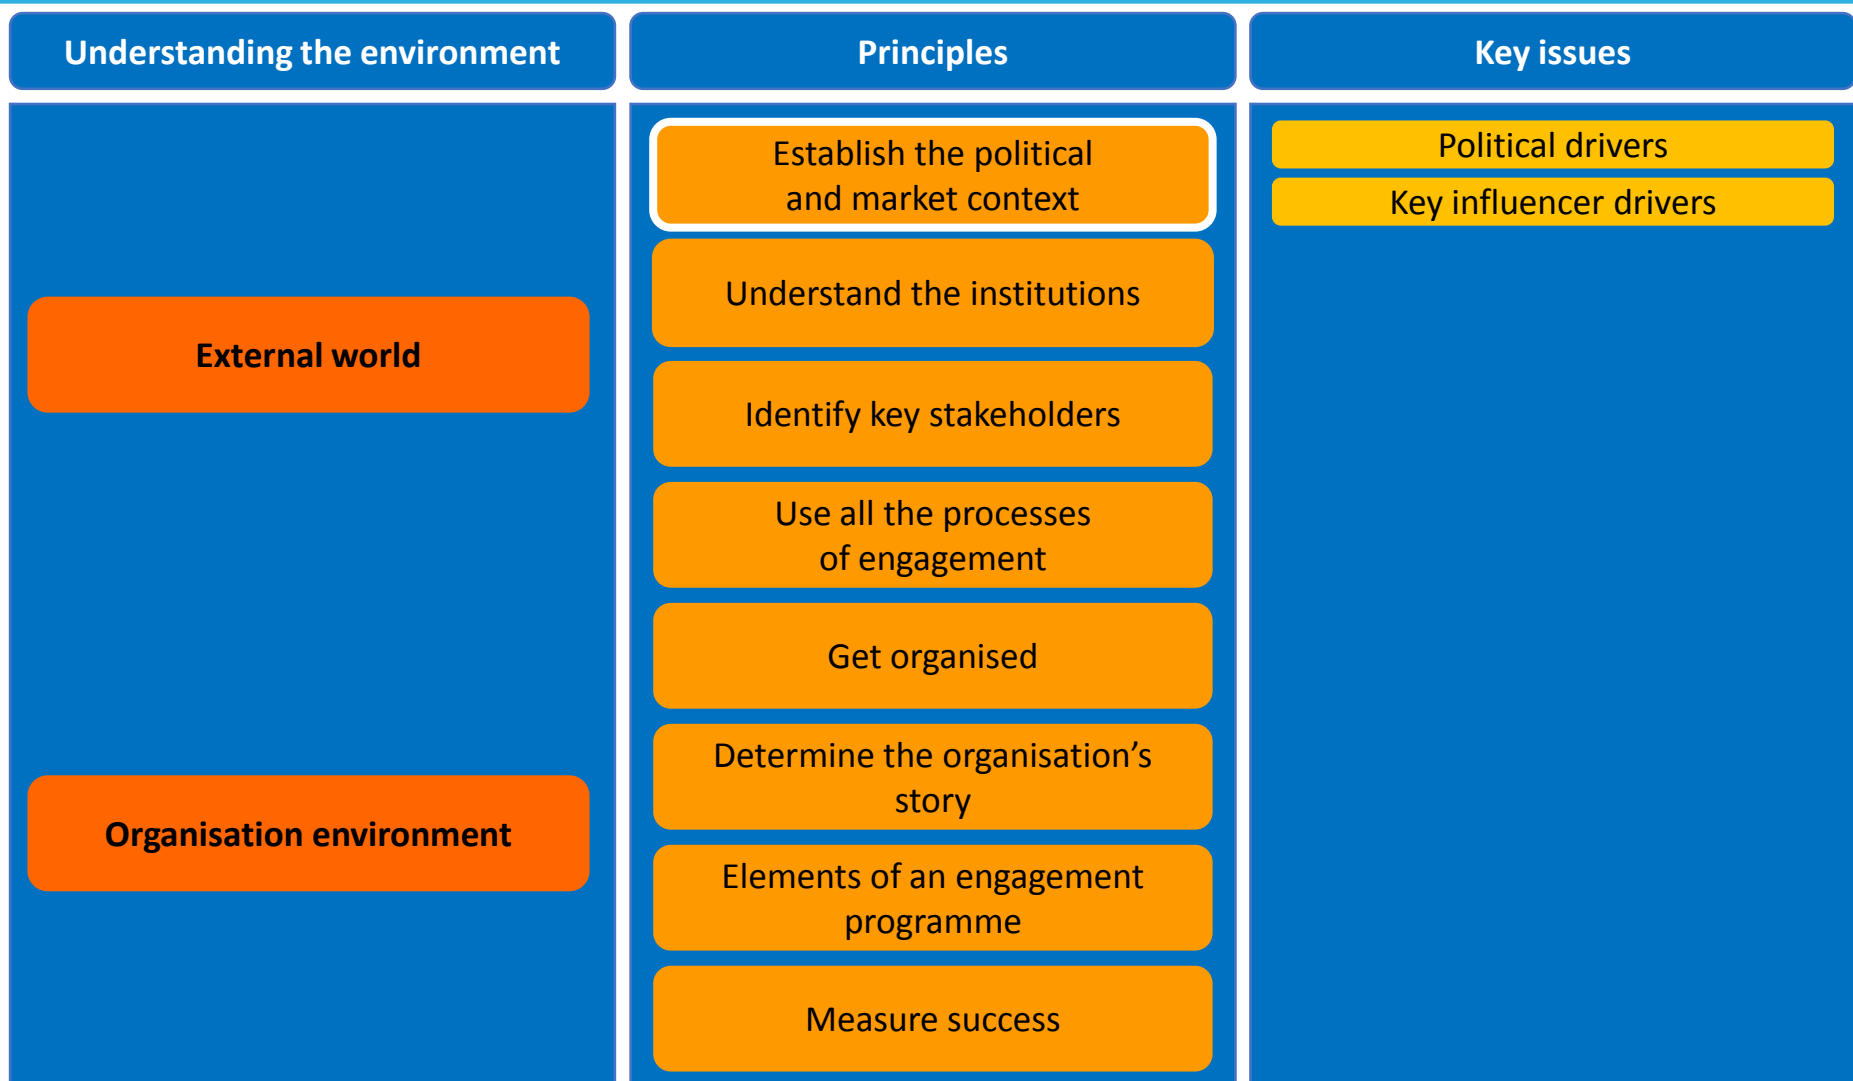 Understanding the environment
Principles
Key issues
External world
Organisation environment
Establish the political
and market context
Understand the institutions
Identify key stakeholders
Use all the processes
of engagement
Get organised
Determine the organisation’s
story
Elements of an engagement
programme
Measure success
Political drivers
Key influencer drivers